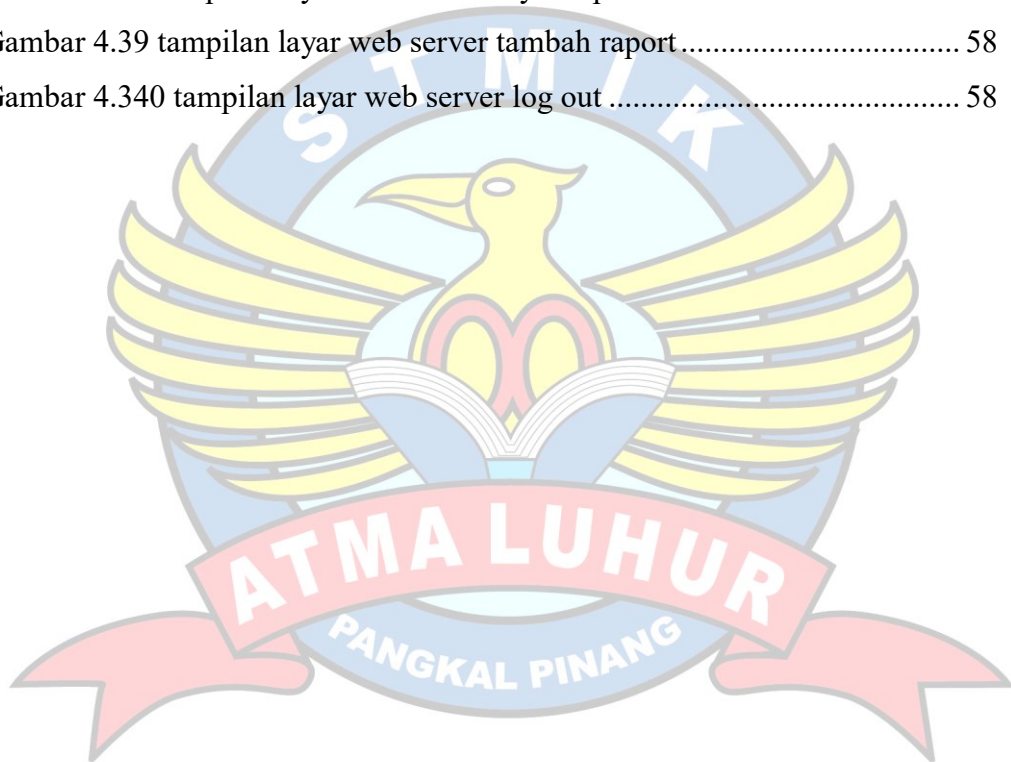 Gambar 4.39 tampilan layar web server tambah raport................................... 58
Gambar 4.340 tampilan layar web server log out ............................................ 58
STMIK
ATMA LUHUR
PANGKAL PINANG